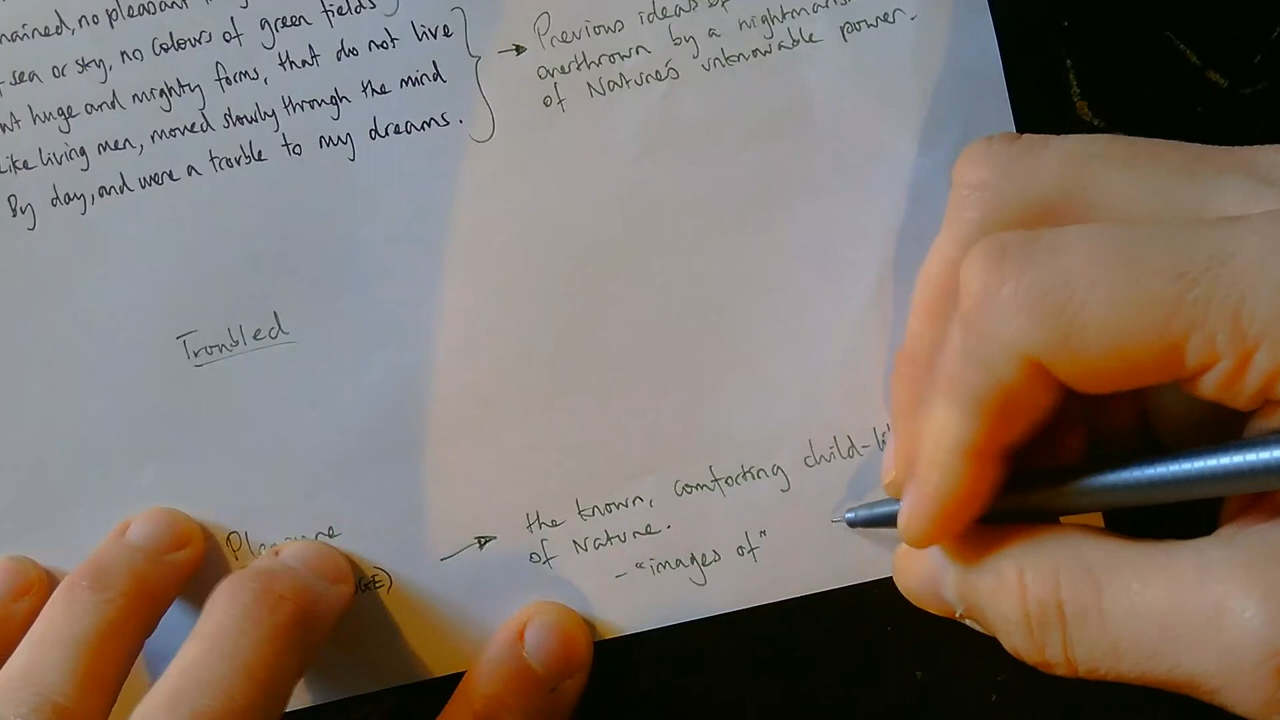 no pleasant
sea or sky, no colours of green fields
huge and mighty forms, that do not live
Like living men, moved slowly through the mind
By day, and were a trouble to my dreams.
Previous ideas
overthrown by a
of Nature's unknowable power.
Troubled
Pleasure
the known, comforting child-
of Nature.
- "images of"